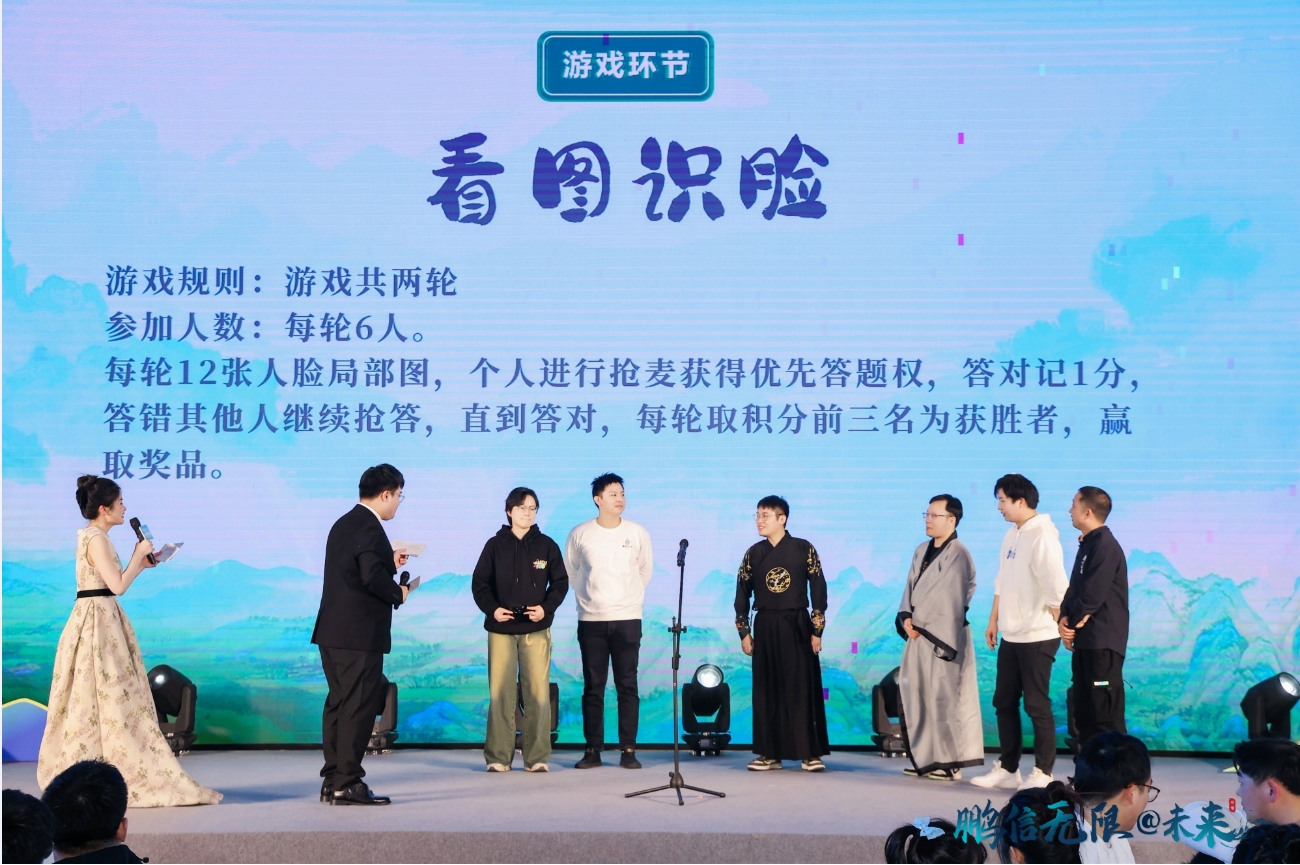 游戏环节
看图识脸
游戏规则：游戏共两轮
参加人数：每轮6人。
每轮12张人脸局部图，个人进行抢麦获得优先答题权，答对记1分，
答错其他人继续抢答，直到答对，每轮取积分前三名为获胜者，赢
取奖品。
鹏信无限@未来